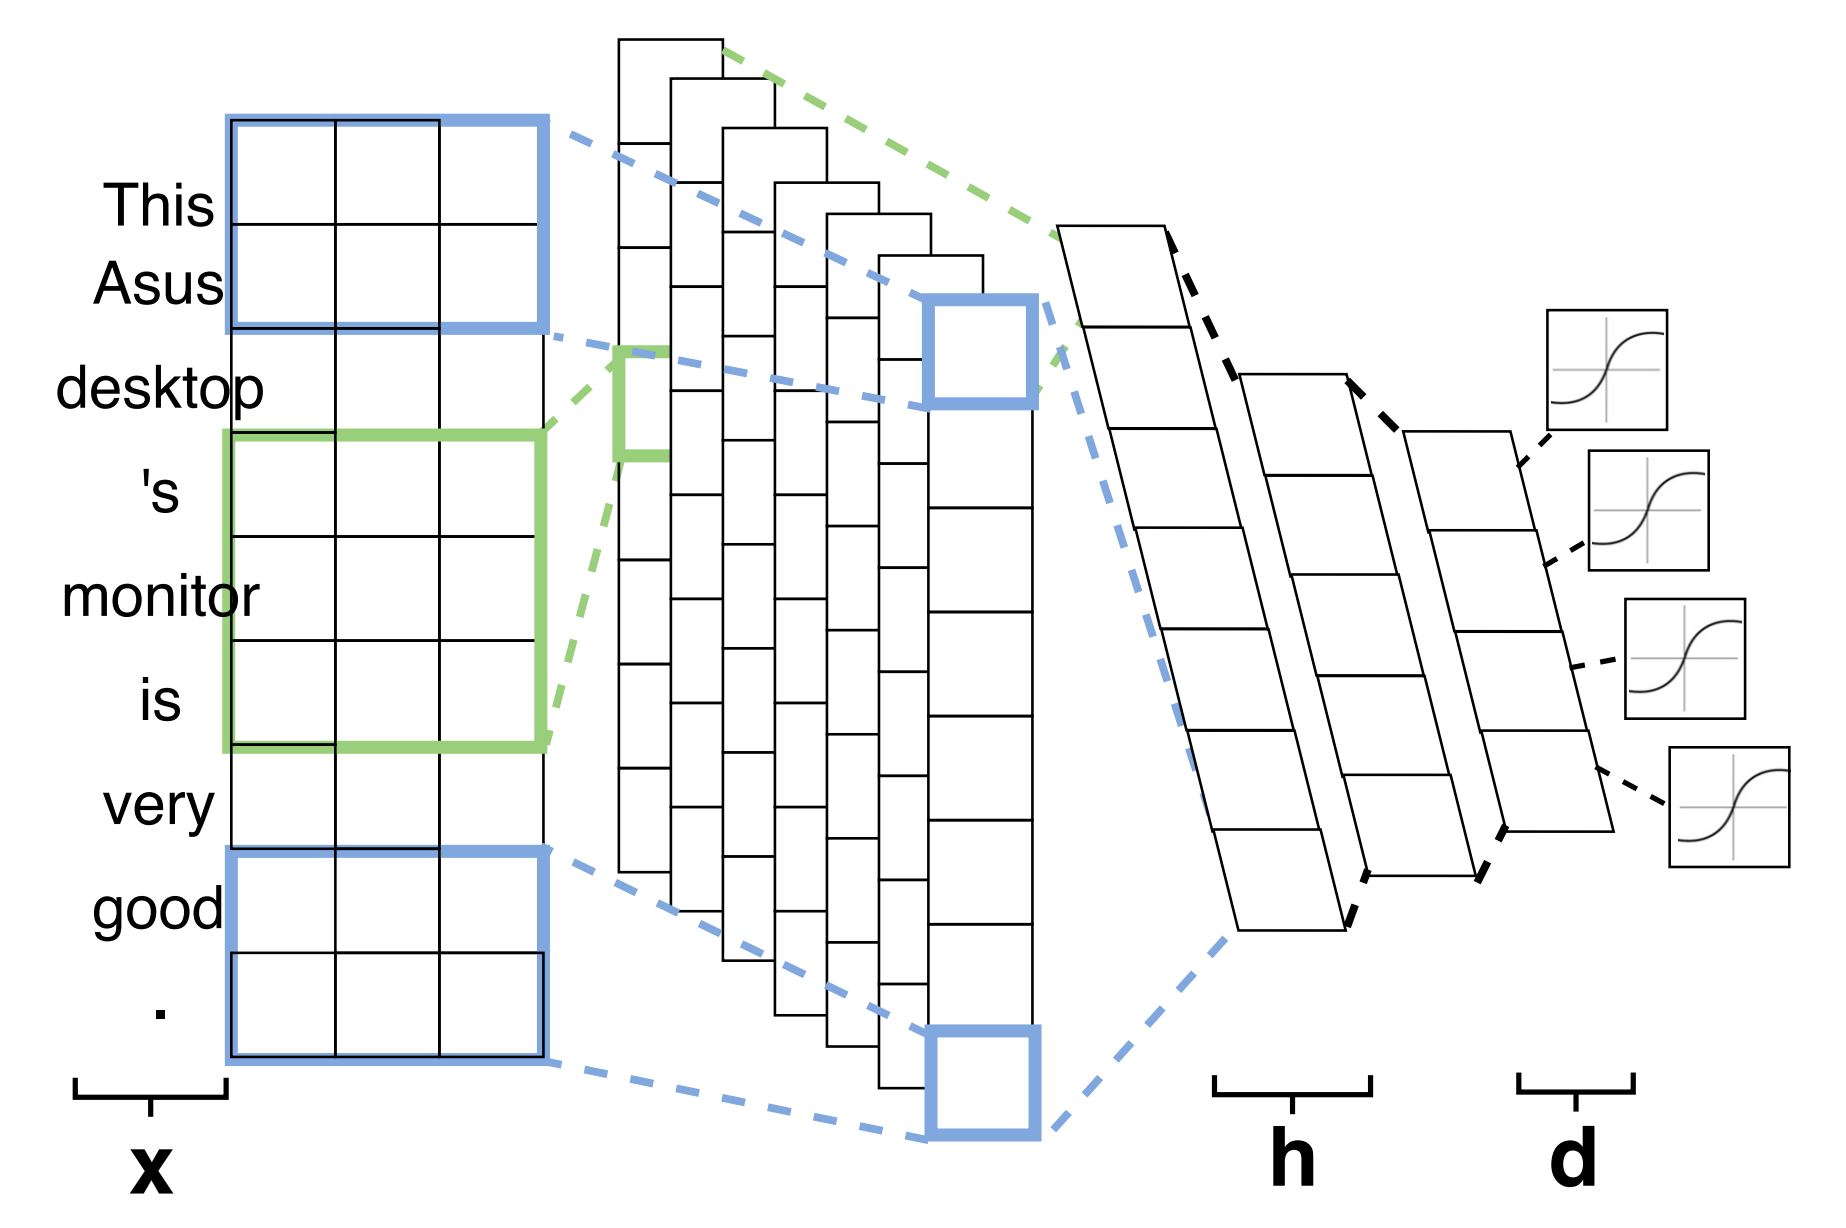 This
Asus
desktop
's
monitor
is
very
good
.
x
h
d